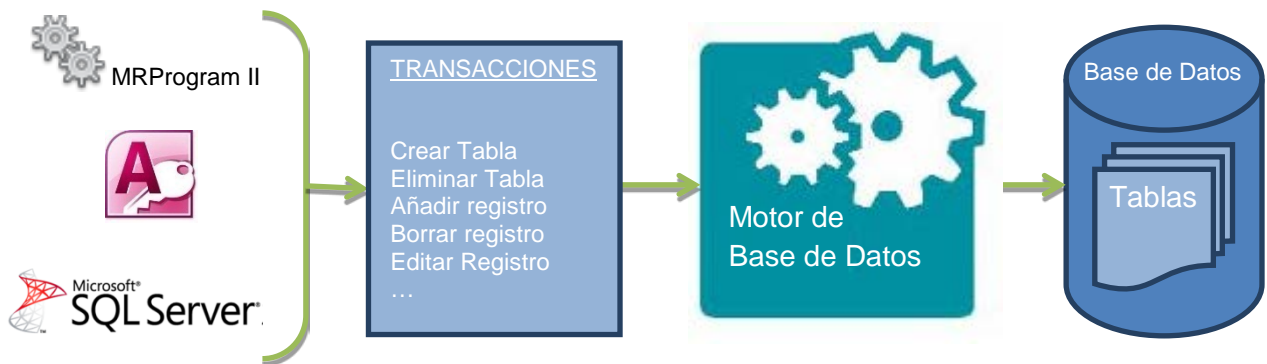 MRProgram II
A
Microsoft®
SQL Server
TRANSACCIONES
Crear Tabla
Eliminar Tabla
Añadir registro
Borrar registro
Editar Registro
…
Motor de
Base de Datos
Base de Datos
Tablas